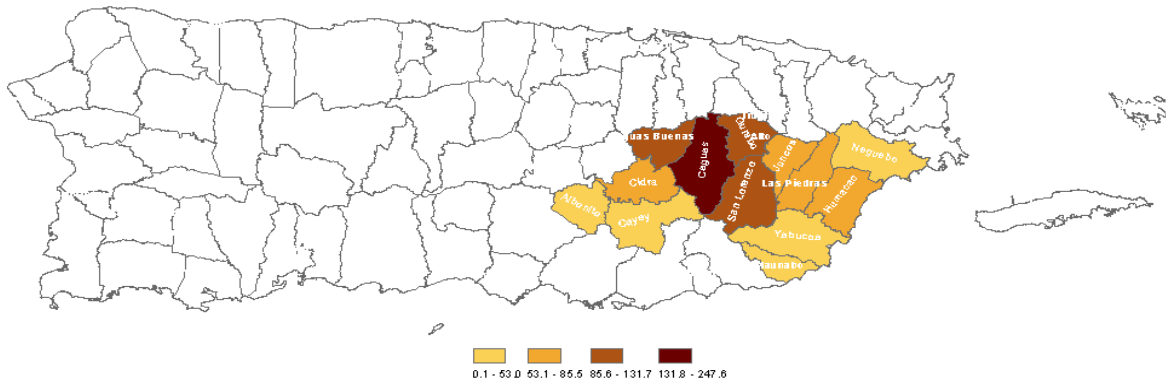 uas Buenas
Caguas
Gurabo
Alto
Juncos
Naguabo
Cidra
San Lorenzo
Las Piedras
Humacao
Aibonito
Cayey
Yabucoa
Maunabo
0.1 - 53.0 53.1 - 85.5 85.6 - 131.7 131.8 - 247.6